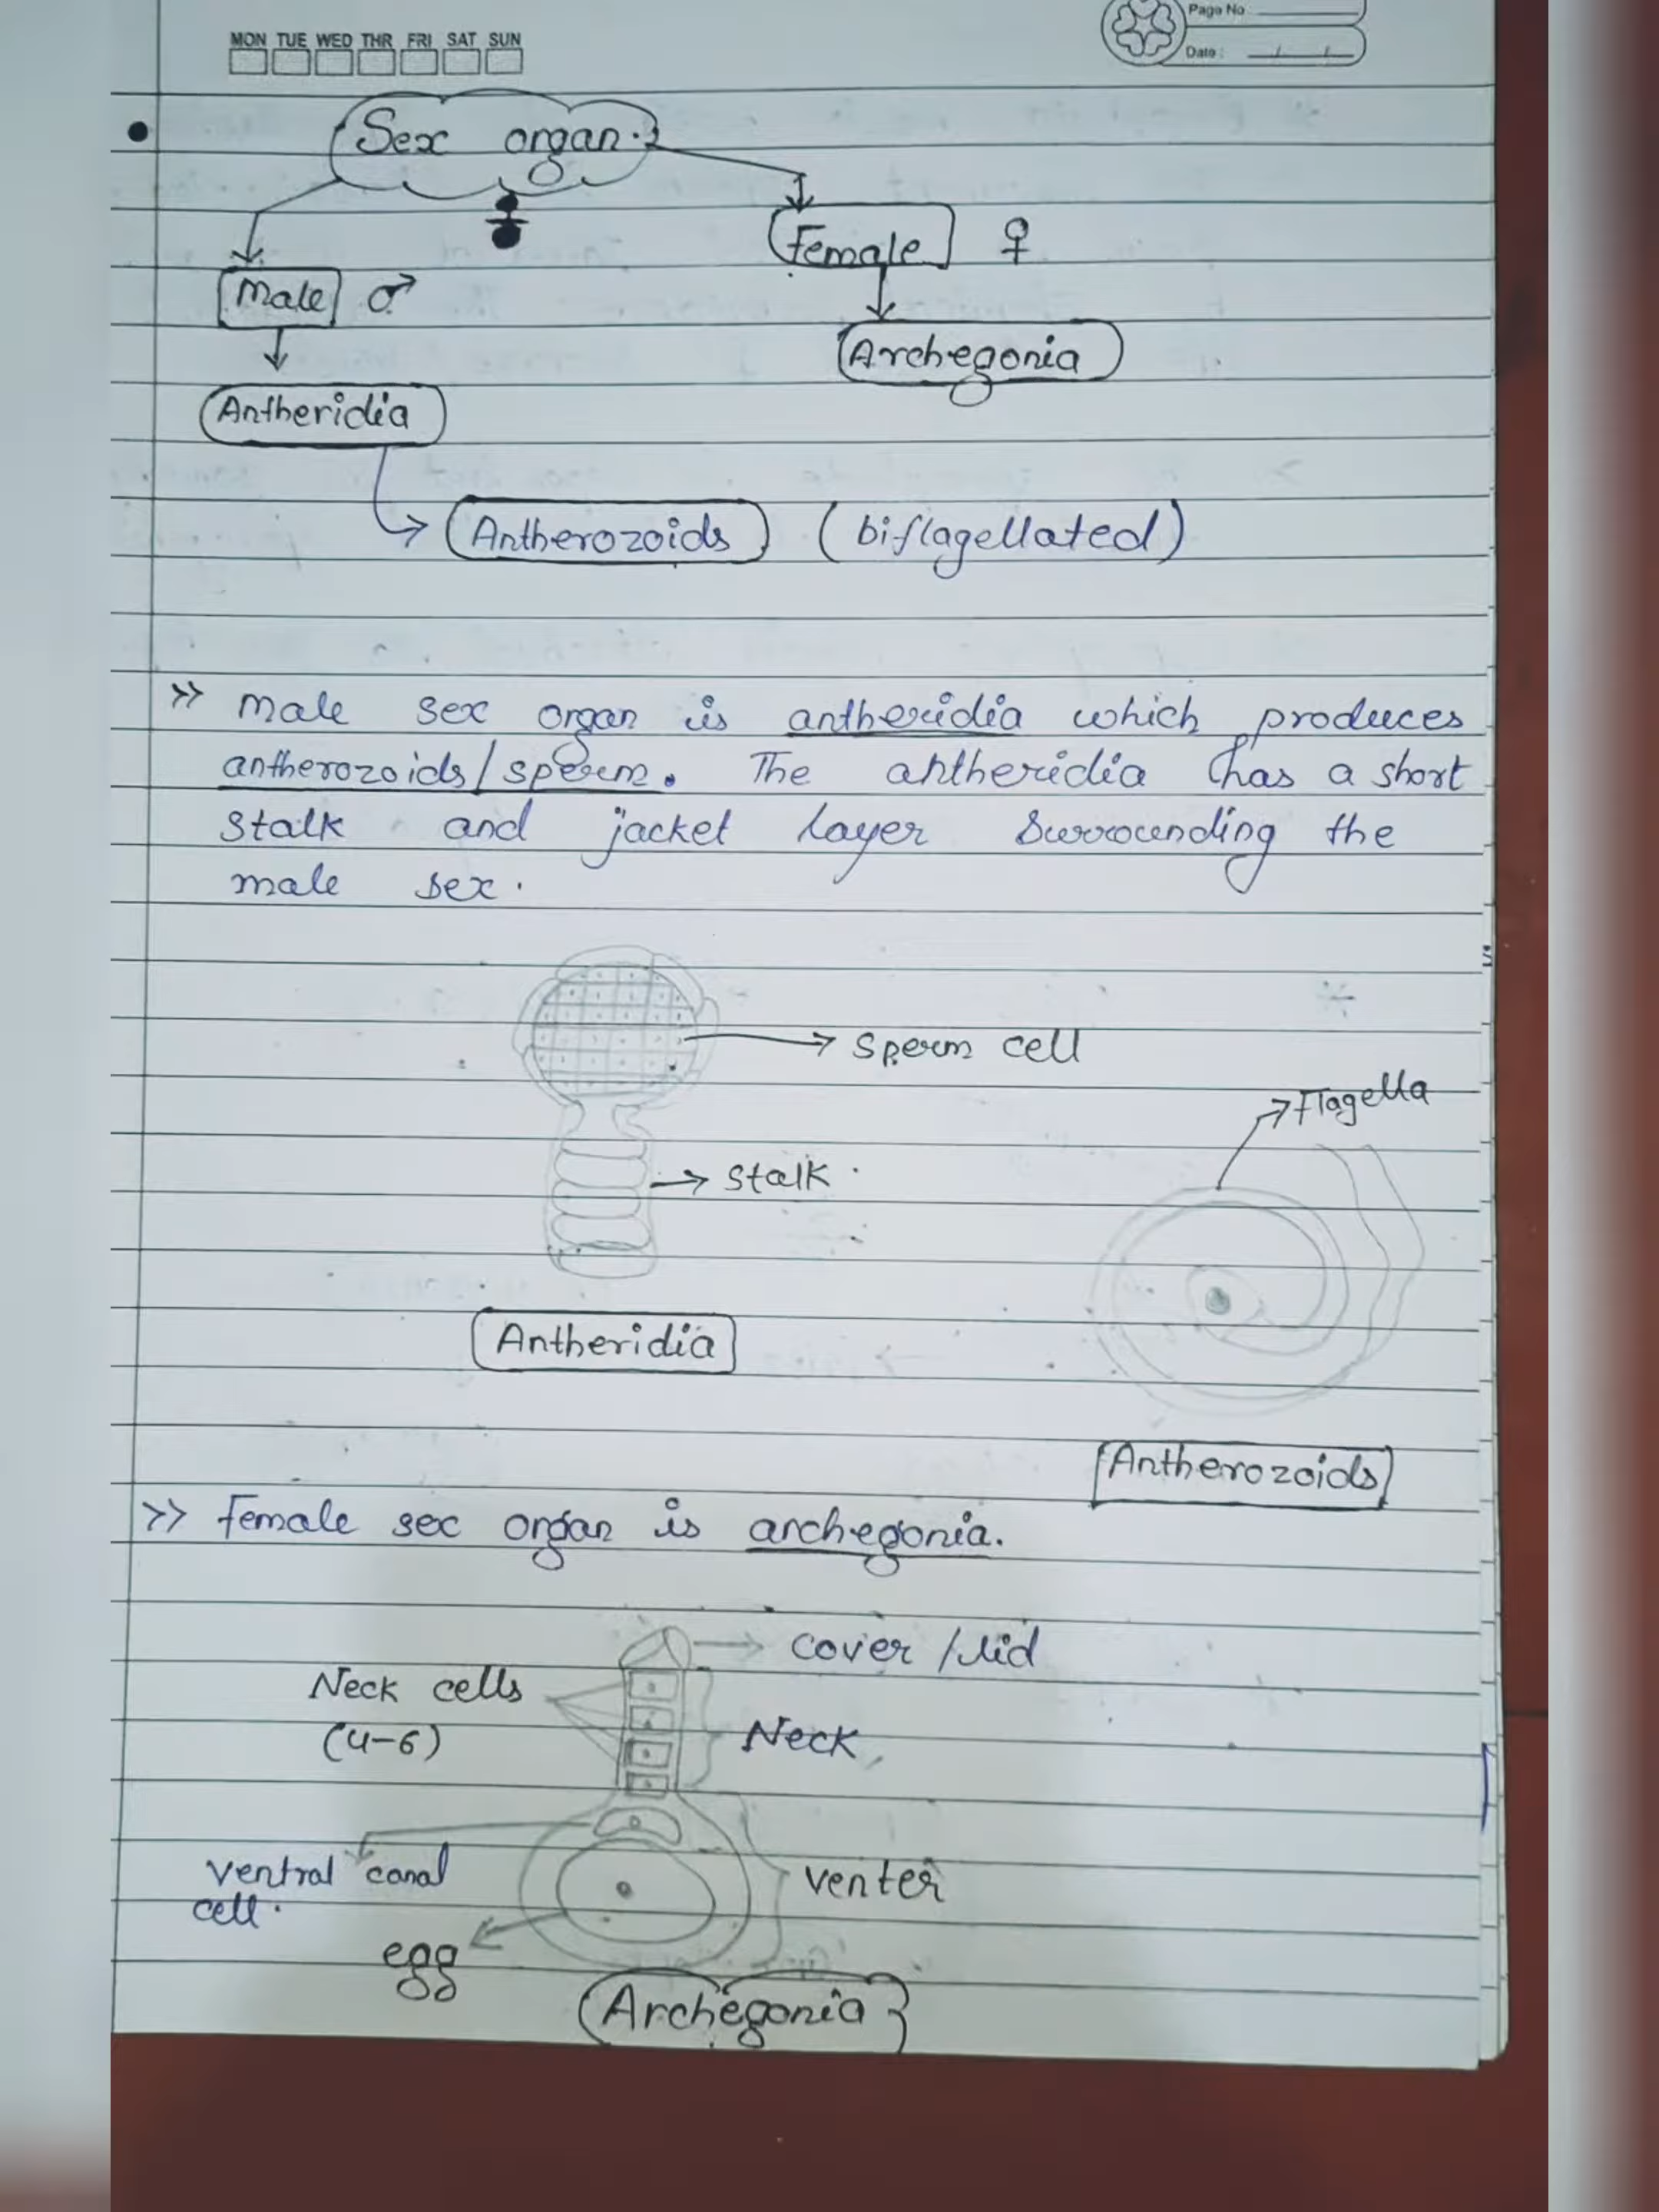 MON TUE WED THR FRI SAT SUN
Page No
Date :
Sex organ
Male ♂
Female ♀
Archegonia
Antheridia
Antherozoids (biflagellated)
>> Male sex organ is antheridia which produces
antherozoids/sperm. The antheridia has a short
stalk and jacket layer surrounding the
male sex.
Sperm cell
Flagella
Stalk
Antheridia
Antherozoids
>> Female sec organ is archegonia.
Cover/lid
Neck cells
(4-6)
Neck
Ventral canal
cell.
Venter
egg
Archegonia